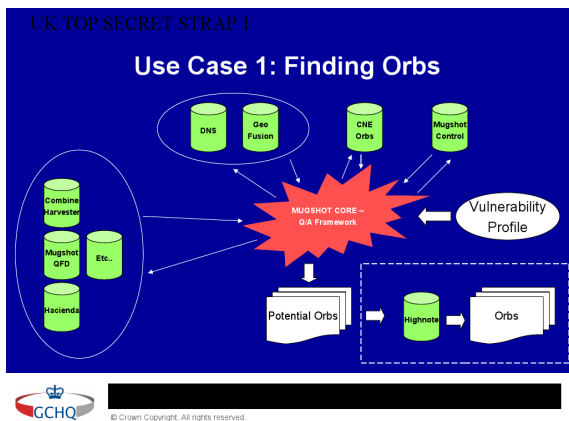 UK TOP SECRET STRAP 1
Use Case 1: Finding Orbs
DNS
Geo
Fusion
CNE
Orbs
Mugshot
Control
Combine
Harvester
Mugshot
QFD
Etc..
Hacienda
MUGSHOT CORE –
Q/A Framework
Vulnerability
Profile
Potential Orbs
Highnote
Orbs
GCHQ
© Crown Copyright. All rights reserved.